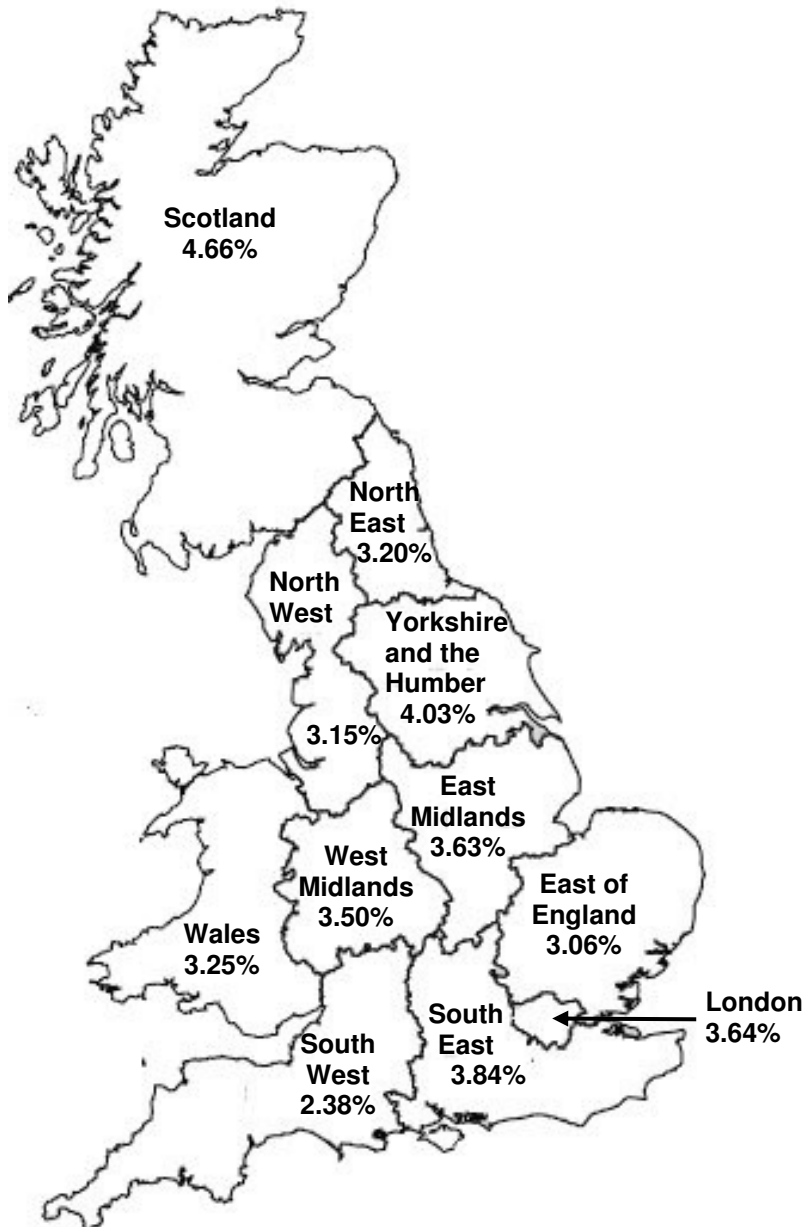 Scotland
4.66%
North
East
3.20%
North
West
3.15%
Yorkshire
and the
Humber
4.03%
East
Midlands
3.63%
West
Midlands
3.50%
East of
England
3.06%
Wales
3.25%
London
3.64%
South
East
3.84%
South
West
2.38%